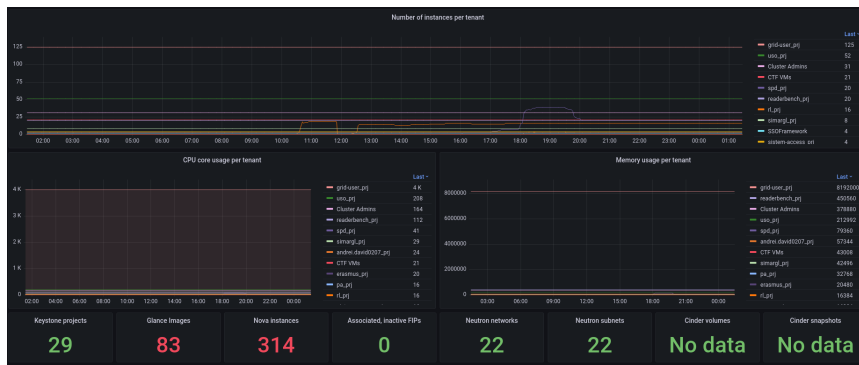 Number of instances per tenant
Last
125
100
75
50
25
0
02:00 03:00 04:00 05:00 06:00 07:00 08:00 09:00 10:00 11:00 12:00 13:00 14:00 15:00 16:00 17:00 18:00 19:00 20:00 21:00 22:00 23:00 00:00 01:00
grid-user_prj 125
uso_prj 52
Cluster Admins 31
CTF VMs 21
spd_prj 20
readerbench_prj 20
rl_prj 16
simargl_prj 8
SSOFramework 4
sistem-access_prj 4
CPU core usage per tenant
Last
4 K
3 K
2 K
1 K
0
02:00 04:00 06:00 08:00 10:00 12:00 14:00 16:00 18:00 20:00 22:00 00:00
grid-user_prj 4 K
uso_prj 208
Cluster Admins 164
readerbench_prj 112
spd_prj 41
simargl_prj 29
andrei.david0207_prj 24
CTF VMs 21
erasmus_prj 20
pa_prj 16
rl_prj 16
Memory usage per tenant
Last
8000000
6000000
4000000
2000000
0
03:00 06:00 09:00 12:00 15:00 18:00 21:00 00:00
grid-user_prj 8192000
readerbench_prj 450560
Cluster Admins 378880
uso_prj 212992
spd_prj 79360
andrei.david0207_prj 57344
CTF VMs 43008
simargl_prj 42496
pa_prj 32768
erasmus_prj 20480
rl_prj 16384
Keystone projects
29
Glance Images
83
Nova instances
314
Associated, inactive FIPs
0
Neutron networks
22
Neutron subnets
22
Cinder volumes
No data
Cinder snapshots
No data